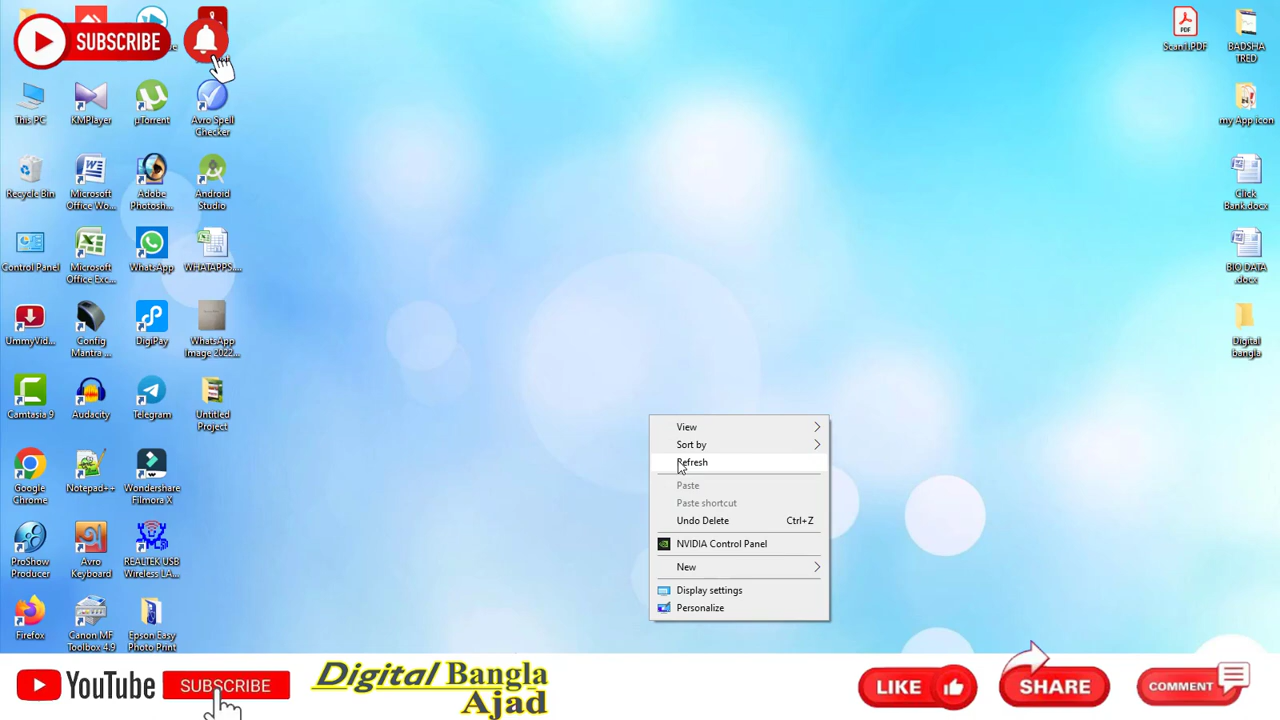 SUBSCRIBE
Scan1.PDF
BADSHA
TRED
This PC
KMPlayer
µTorrent
Avro Spell
Checker
my App icon
Recycle Bin
Microsoft
Office Wo...
Adobe
Photosh...
Android
Studio
Click
Bank.docx
Control Panel
Microsoft
Office Exc...
WhatsApp
WHATAPPS....
BIO DATA
.docx
UmmyVid...
Config
Mantra ...
DigiPay
WhatsApp
Image 2022...
Digital
bangla
Camtasia 9
Audacity
Telegram
Untitled
Project
Google
Chrome
Notepad++
Wondershare
Filmora X
ProShow
Producer
Avro
Keyboard
REALTEK USB
Wireless LA...
Firefox
Canon MF
Toolbox 4.9
Epson Easy
Photo Print
View
Sort by
Refresh
Paste
Paste shortcut
Undo Delete Ctrl+Z
NVIDIA Control Panel
New
Display settings
Personalize
YouTube SUBSCRIBE
Digital Bangla
Ajad
LIKE
SHARE
COMMENT